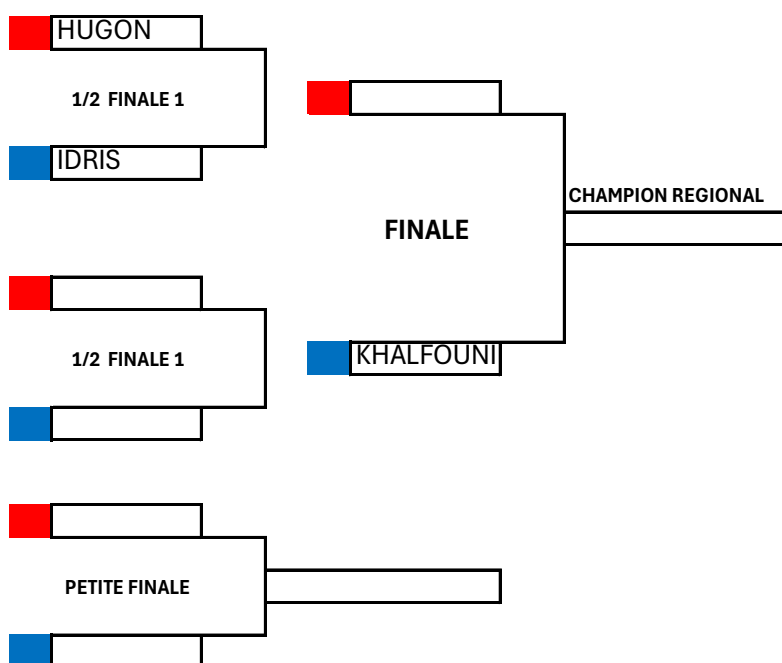 HUGON
1/2 FINALE 1
IDRIS
CHAMPION REGIONAL
FINALE
1/2 FINALE 1
KHALFOUNI
PETITE FINALE